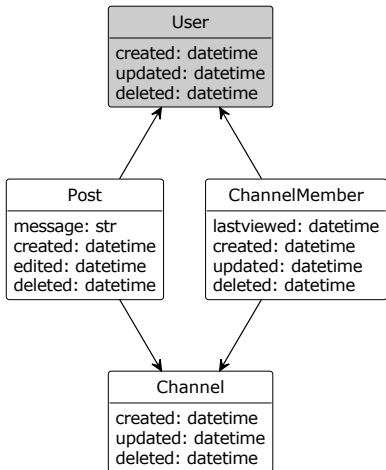 User
created: datetime
updated: datetime
deleted: datetime
Post
message: str
created: datetime
edited: datetime
deleted: datetime
ChannelMember
lastviewed: datetime
created: datetime
updated: datetime
deleted: datetime
Channel
created: datetime
updated: datetime
deleted: datetime